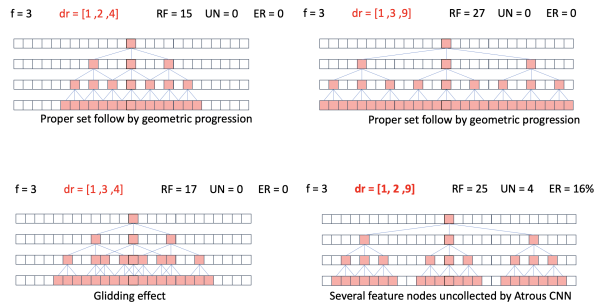 f = 3 dr = [1 ,2 ,4] RF = 15 UN = 0 ER = 0
f = 3 dr = [1 ,3 ,9] RF = 27 UN = 0 ER = 0
Proper set follow by geometric progression
Proper set follow by geometric progression
f = 3 dr = [1 ,3 ,4] RF = 17 UN = 0 ER = 0
f = 3 dr = [1, 2 ,9] RF = 25 UN = 4 ER = 16%
Glidding effect
Several feature nodes uncollected by Atrous CNN